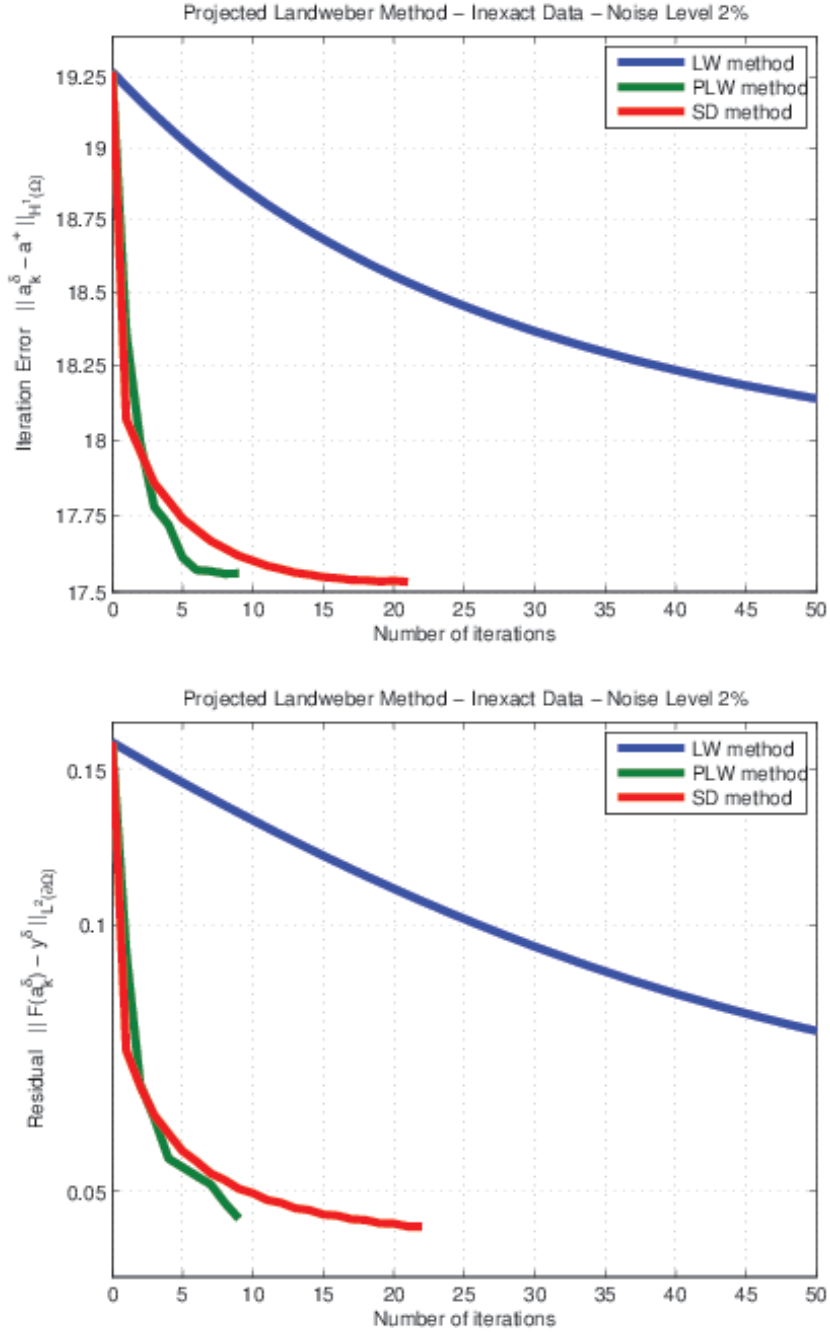 Projected Landweber Method – Inexact Data – Noise Level 2%
LW method
PLW method
SD method
19.25
19
18.75
18.5
18.25
18
17.75
17.5
Iteration Error || a_k^δ – a^+ ||_{H^1(Ω)}
0 5 10 15 20 25 30 35 40 45 50
Number of iterations
Projected Landweber Method – Inexact Data – Noise Level 2%
LW method
PLW method
SD method
0.15
0.1
0.05
Residual || F(a_k^δ) – y^δ ||_{L^2(∂Ω)}
0 5 10 15 20 25 30 35 40 45 50
Number of iterations